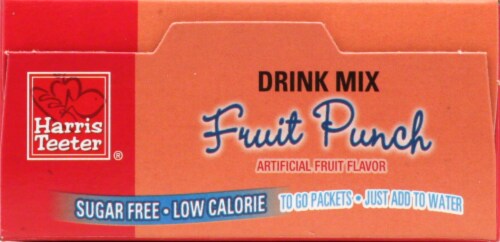 Harris
Teeter®
DRINK MIX
Fruit Punch
ARTIFICIAL FRUIT FLAVOR
SUGAR FREE • LOW CALORIE TO GO PACKETS • JUST ADD TO WATER